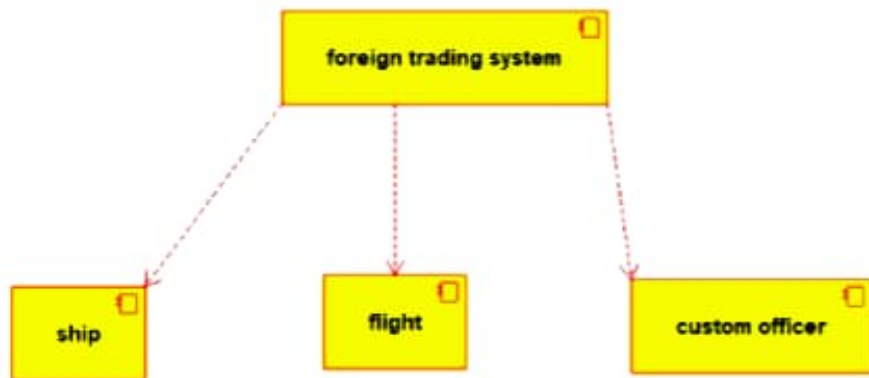 foreign trading system
ship
flight
custom officer